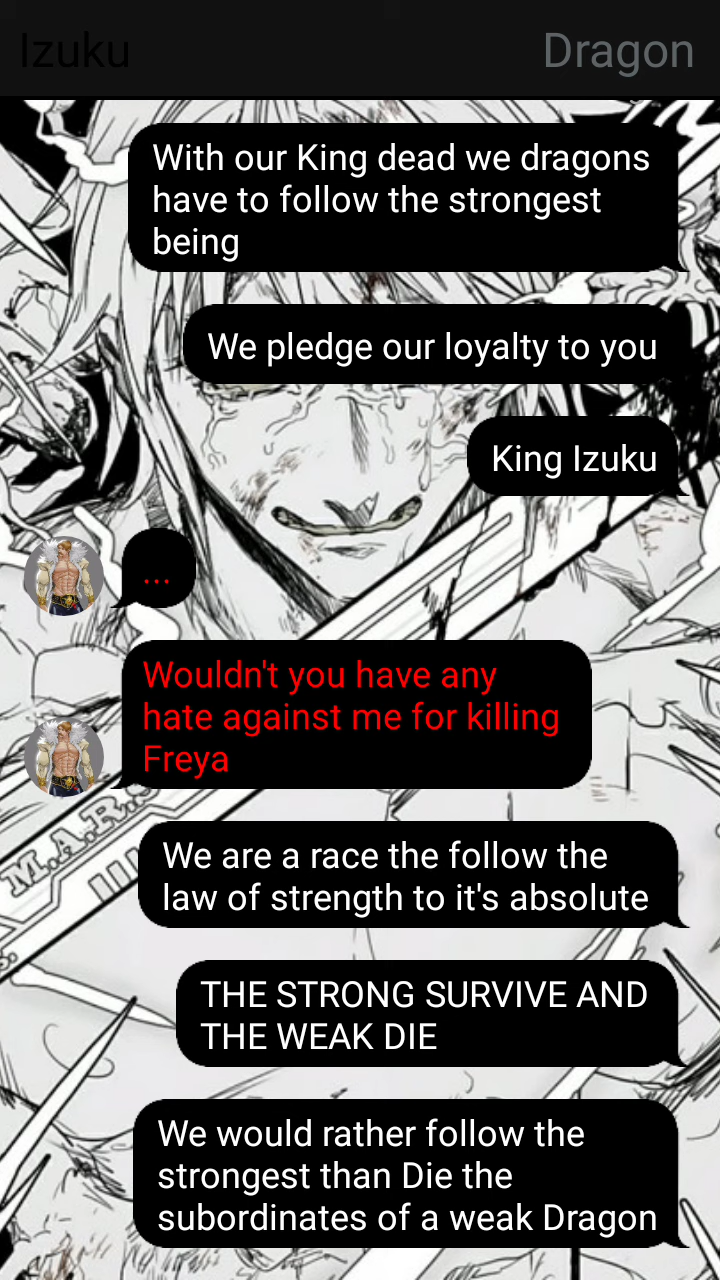 Izuku
Dragon
With our King dead we dragons
have to follow the strongest
being
We pledge our loyalty to you
King Izuku
...
Wouldn't you have any
hate against me for killing
Freya
M.A.R.S
We are a race the follow the
law of strength to it's absolute
THE STRONG SURVIVE AND
THE WEAK DIE
We would rather follow the
strongest than Die the
subordinates of a weak Dragon